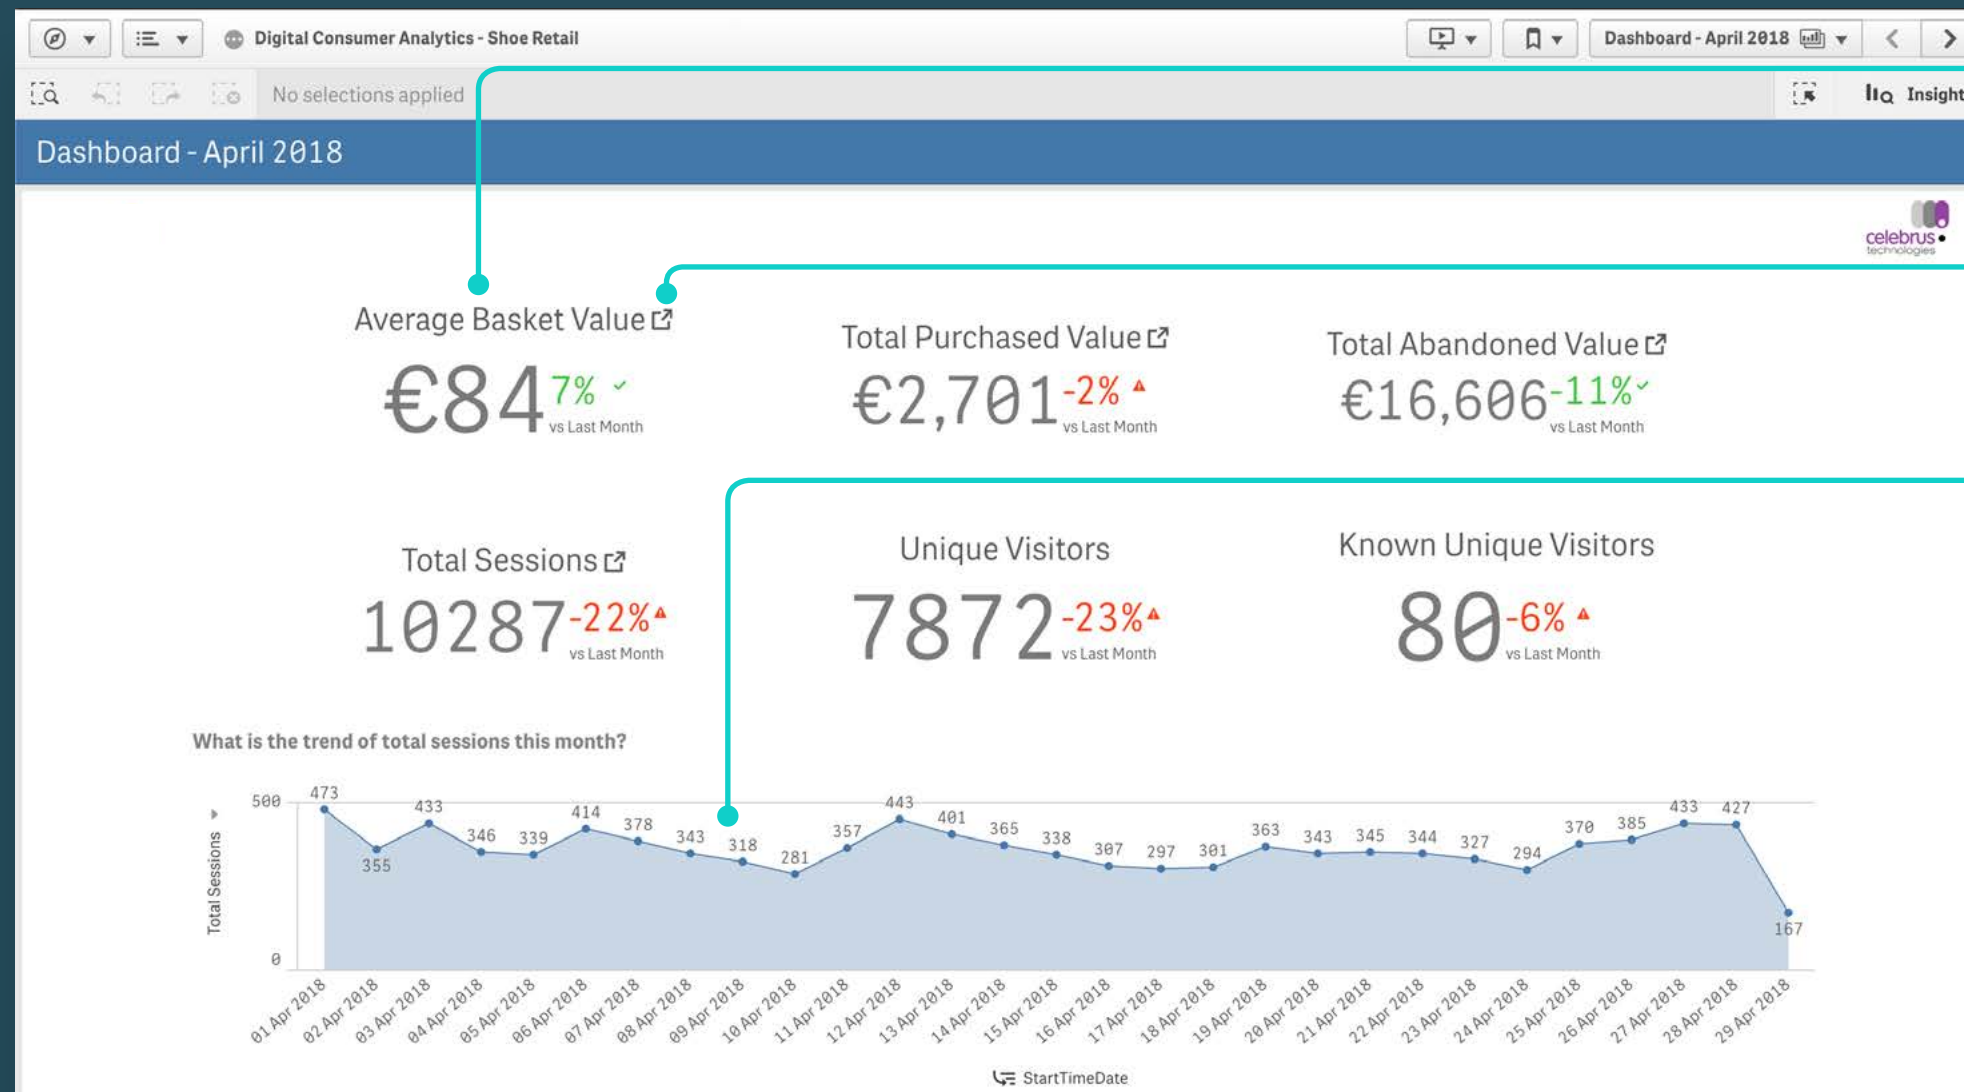 Digital Consumer Analytics - Shoe Retail
Dashboard - April 2018
No selections applied
Insight
Dashboard - April 2018
celebrus
technologies
Average Basket Value
€84 7%
vs Last Month
Total Purchased Value
€2,701 -2%
vs Last Month
Total Abandoned Value
€16,606 -11%
vs Last Month
Total Sessions
10287 -22%
vs Last Month
Unique Visitors
7872 -23%
vs Last Month
Known Unique Visitors
80 -6%
vs Last Month
What is the trend of total sessions this month?
Total Sessions
500
0
473
355
433
346
339
414
378
343
318
281
357
443
401
365
338
307
297
301
363
343
345
344
327
294
370
385
433
427
167
01 Apr 2018
02 Apr 2018
03 Apr 2018
04 Apr 2018
05 Apr 2018
06 Apr 2018
07 Apr 2018
08 Apr 2018
09 Apr 2018
10 Apr 2018
11 Apr 2018
12 Apr 2018
13 Apr 2018
14 Apr 2018
15 Apr 2018
16 Apr 2018
17 Apr 2018
18 Apr 2018
19 Apr 2018
20 Apr 2018
21 Apr 2018
22 Apr 2018
23 Apr 2018
24 Apr 2018
25 Apr 2018
26 Apr 2018
27 Apr 2018
28 Apr 2018
29 Apr 2018
StartTimeDate